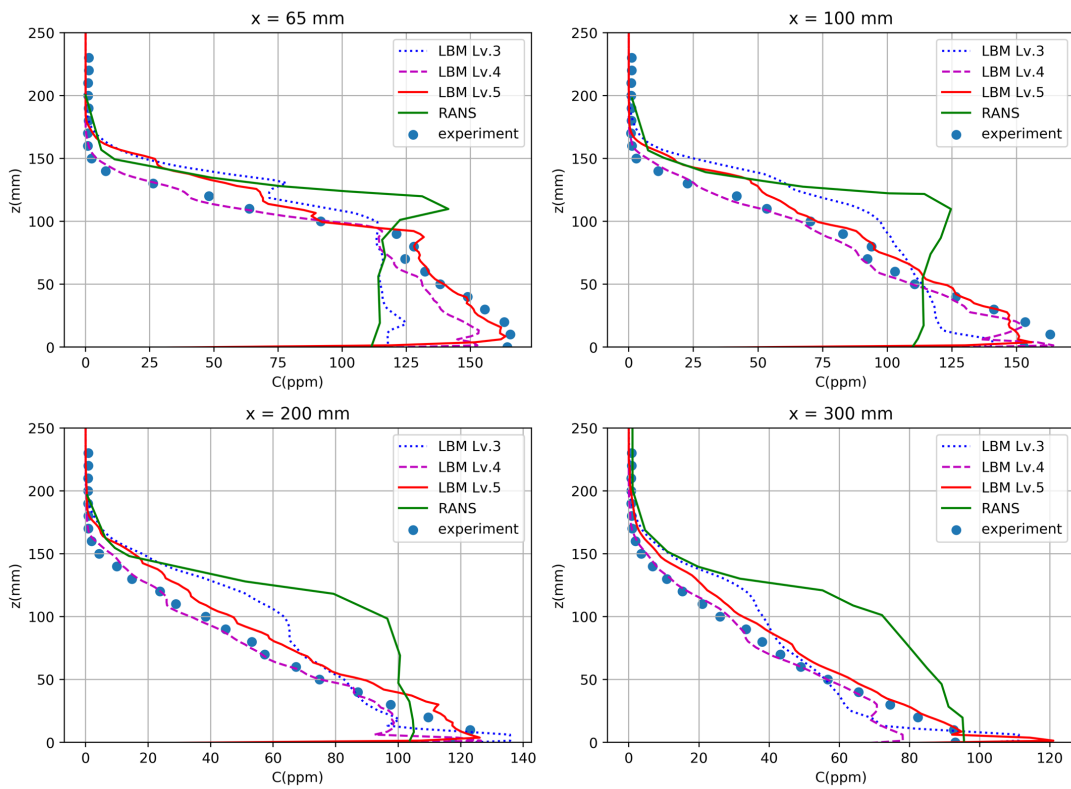 x = 65 mm
250
200
150
100
50
0
z(mm)
0
25
50
75
100
125
150
C(ppm)
LBM Lv.3
LBM Lv.4
LBM Lv.5
RANS
experiment
x = 100 mm
250
200
150
100
50
0
z(mm)
0
25
50
75
100
125
150
C(ppm)
LBM Lv.3
LBM Lv.4
LBM Lv.5
RANS
experiment
x = 200 mm
250
200
150
100
50
0
z(mm)
0
20
40
60
80
100
120
140
C(ppm)
LBM Lv.3
LBM Lv.4
LBM Lv.5
RANS
experiment
x = 300 mm
250
200
150
100
50
0
z(mm)
0
20
40
60
80
100
120
C(ppm)
LBM Lv.3
LBM Lv.4
LBM Lv.5
RANS
experiment